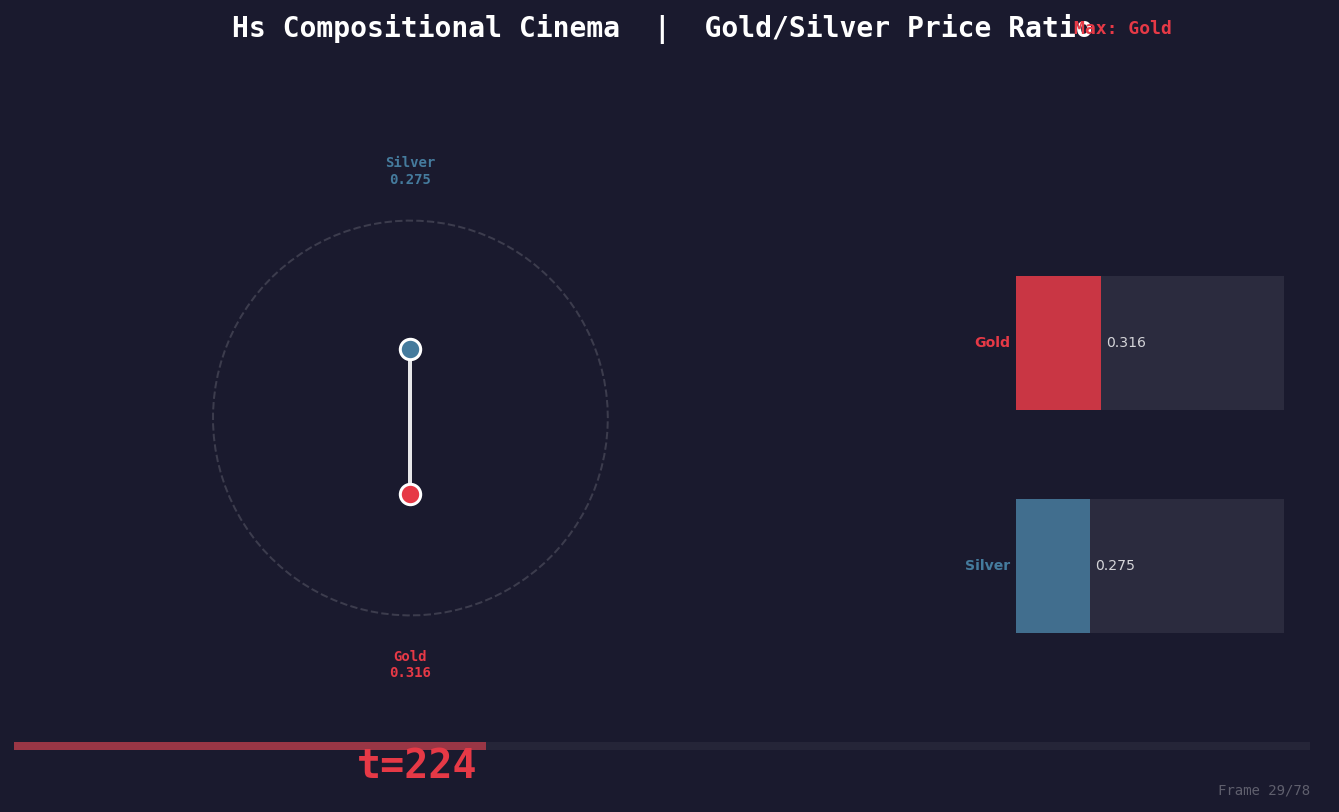 Hs Compositional Cinema | Gold/Silver Price Ratio
Max: Gold
Silver
0.275
Gold
0.316
Gold
0.316
Silver
0.275
t=224
Frame 29/78